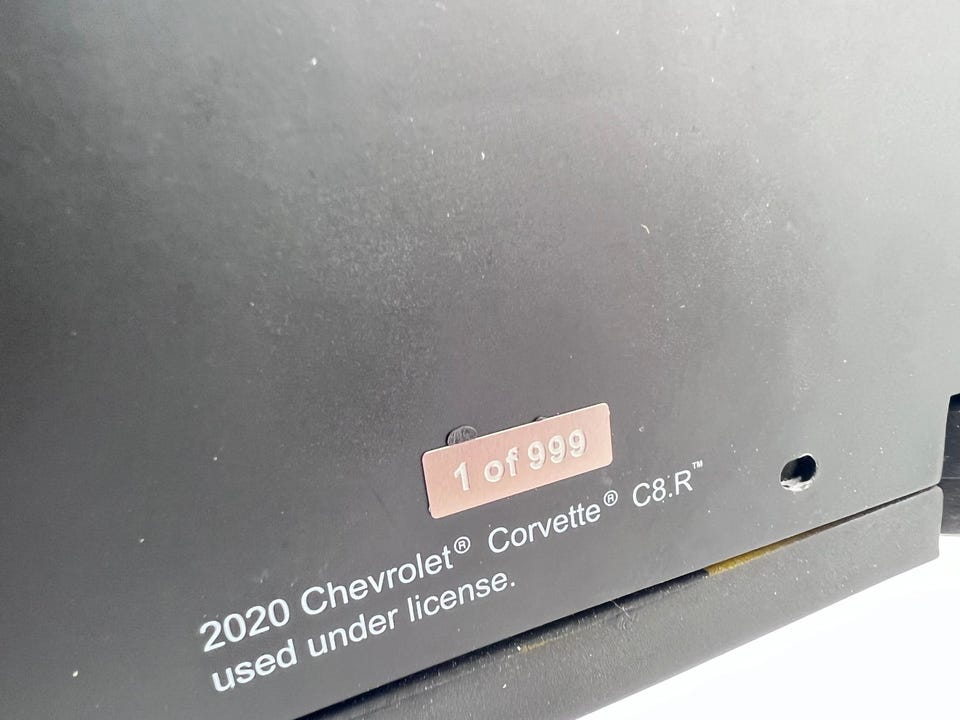 1 of 999
2020 Chevrolet® Corvette® C8.R™
used under license.